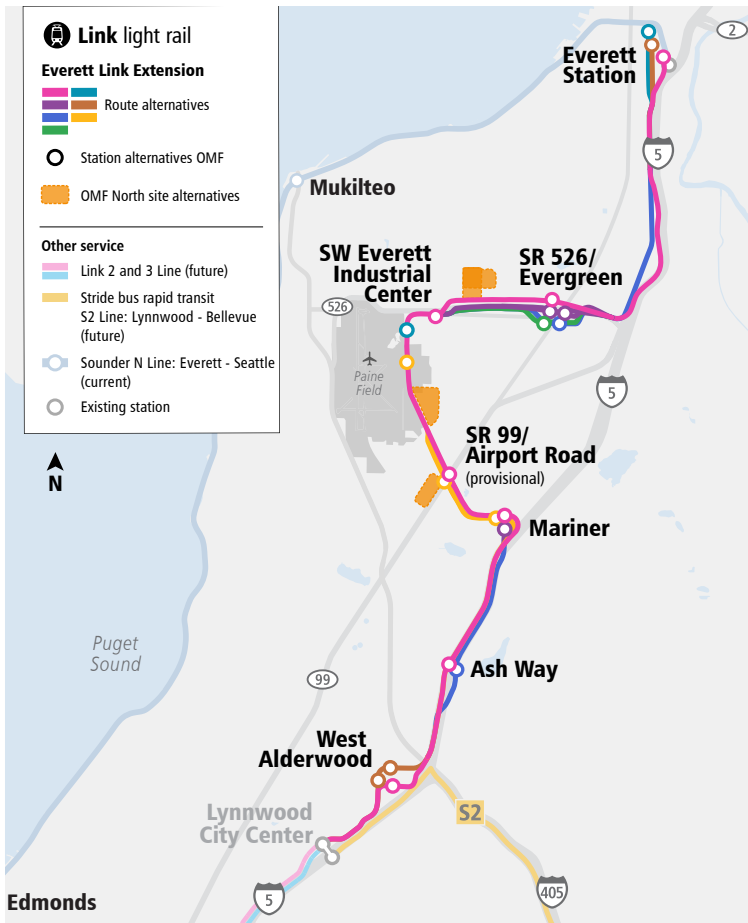 Link light rail
Everett Link Extension
Route alternatives
Station alternatives OMF
OMF North site alternatives
Other service
Link 2 and 3 Line (future)
Stride bus rapid transit
S2 Line: Lynnwood - Bellevue
(future)
Sounder N Line: Everett - Seattle
(current)
Existing station
N
2
Everett
Station
5
Mukilteo
SW Everett
Industrial
Center
SR 526/
Evergreen
526
Paine
Field
5
SR 99/
Airport Road
(provisional)
Mariner
Puget
Sound
Ash Way
99
West
Alderwood
Lynnwood
City Center
S2
Edmonds
5
405